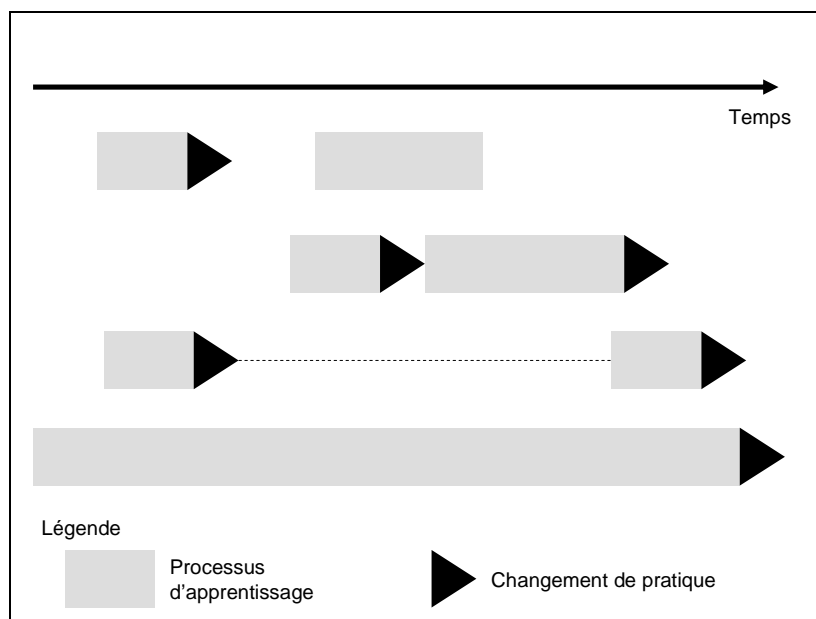 Temps
Légende
Processus
d'apprentissage
Changement de pratique